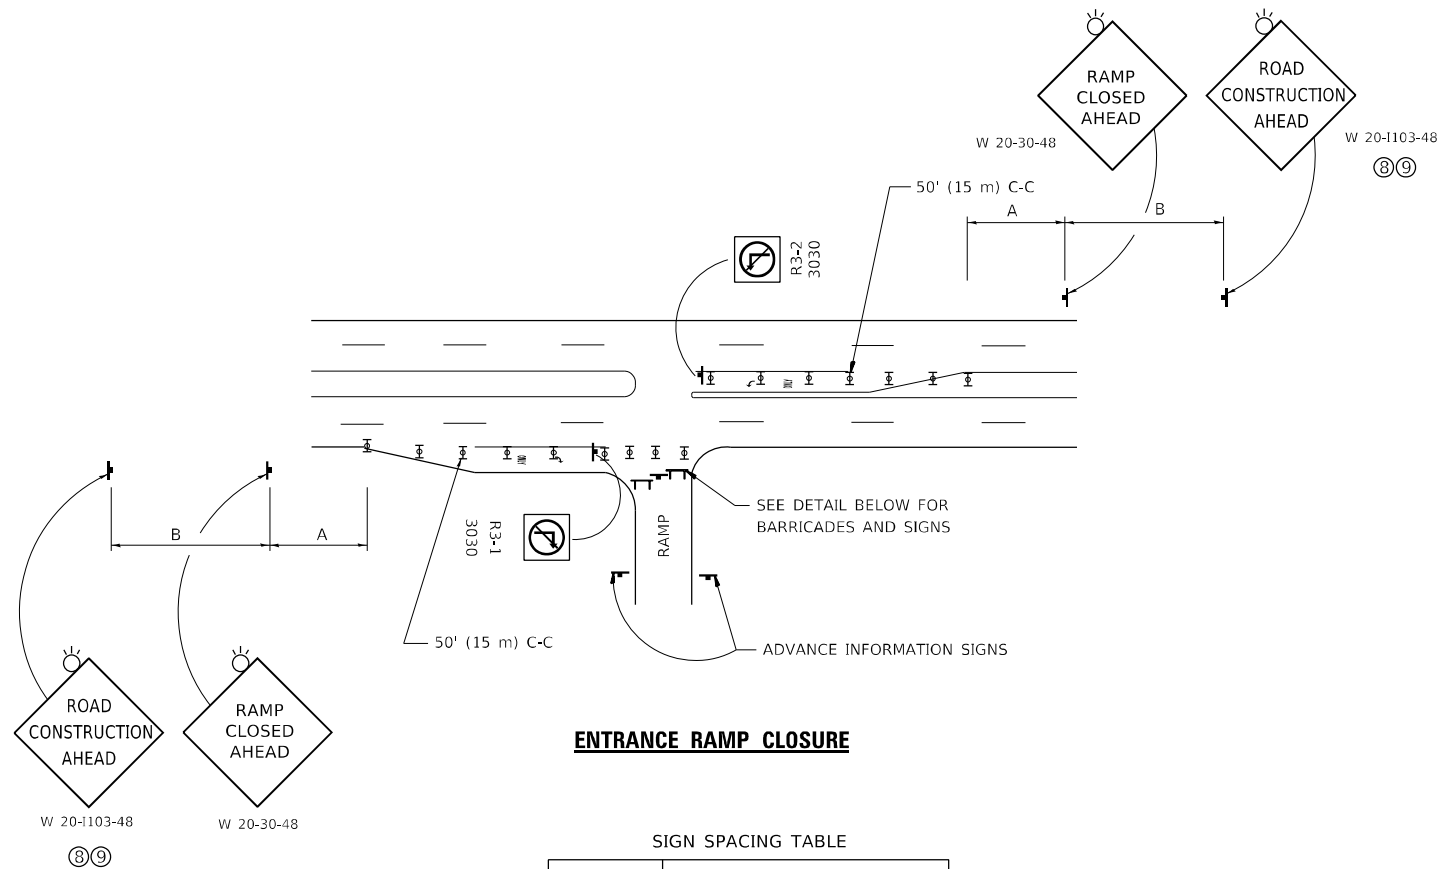 RAMP
CLOSED
AHEAD
W 20-30-48
ROAD
CONSTRUCTION
AHEAD
W 20-I103-48
⑧⑨
50' (15 m) C-C
A
B
R3-2
3030
ONLY
ONLY
B
A
R3-1
3030
RAMP
SEE DETAIL BELOW FOR
BARRICADES AND SIGNS
50' (15 m) C-C
ADVANCE INFORMATION SIGNS
ROAD
CONSTRUCTION
AHEAD
W 20-I103-48
⑧⑨
RAMP
CLOSED
AHEAD
W 20-30-48
ENTRANCE RAMP CLOSURE
SIGN SPACING TABLE